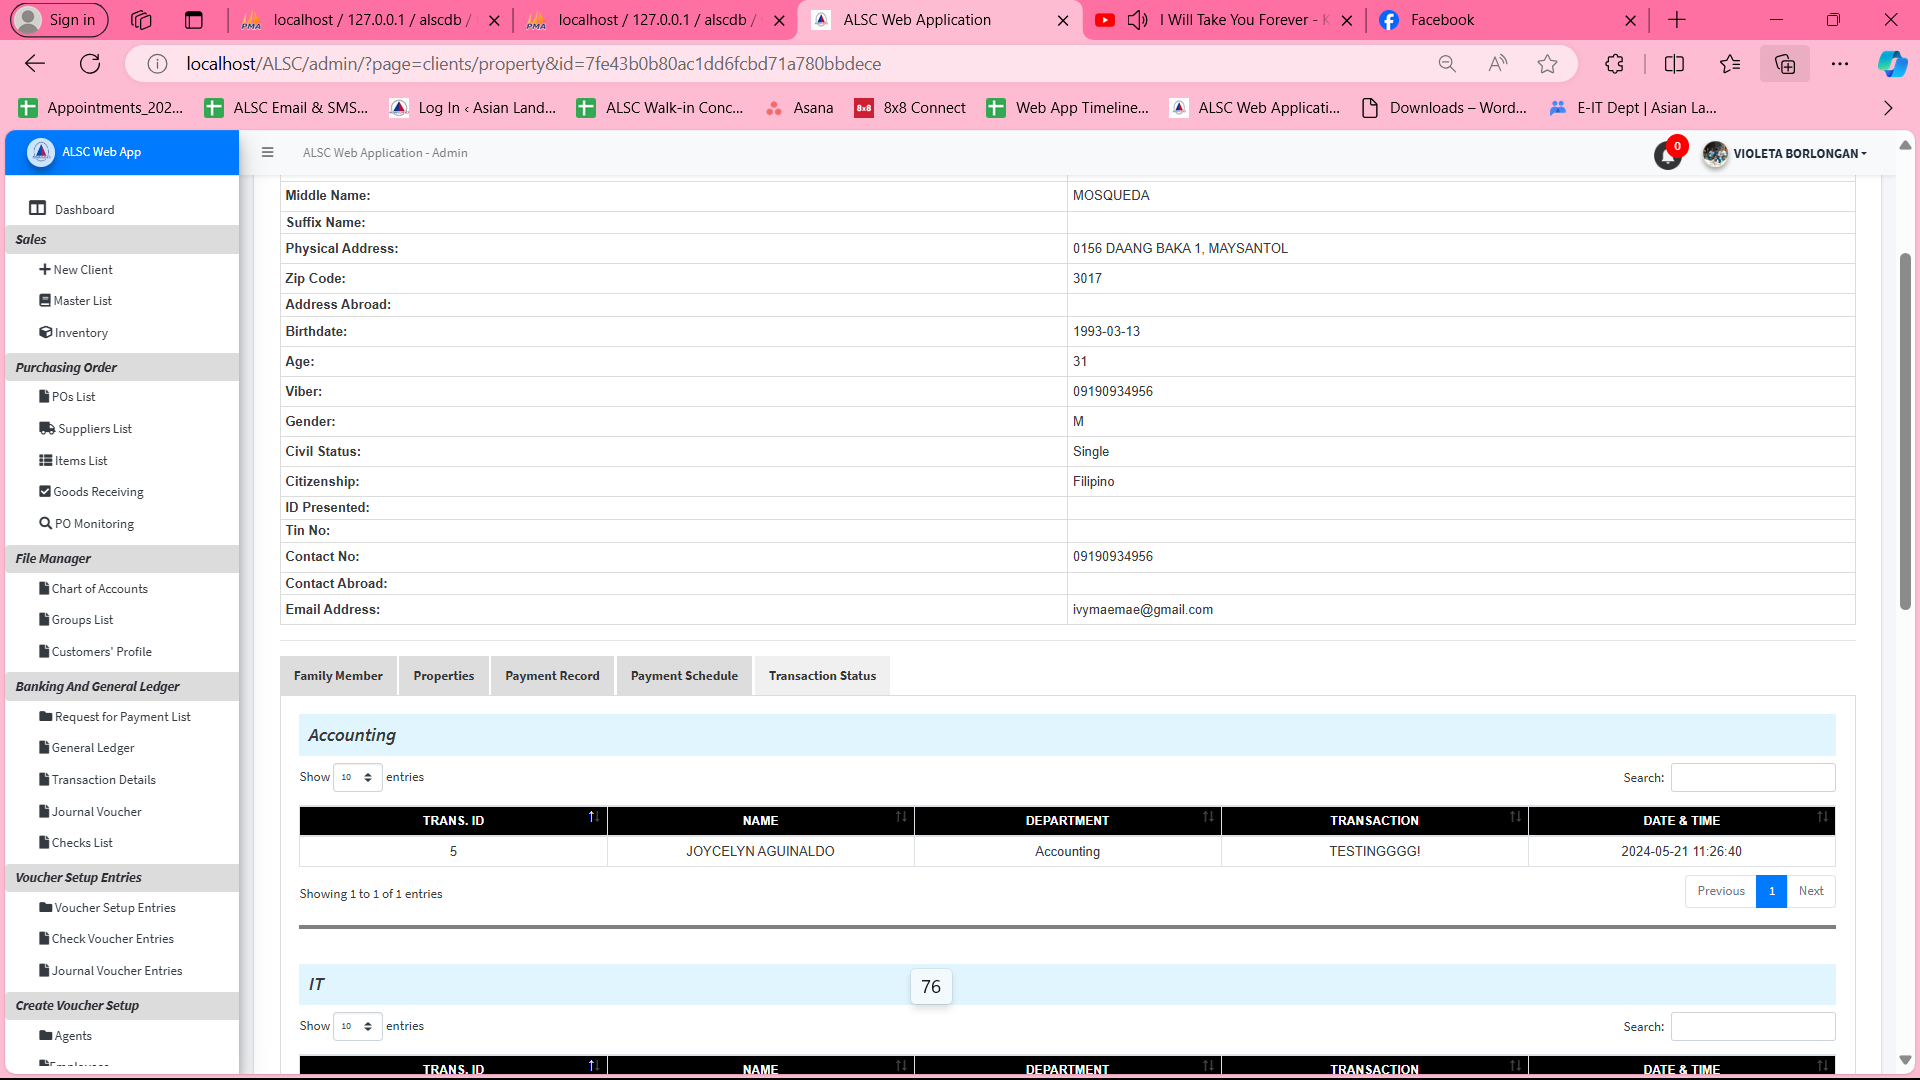 Sign in
localhost / 127.0.0.1 / alscdb /
localhost / 127.0.0.1 / alscdb /
ALSC Web Application
I Will Take You Forever - K
Facebook
localhost/ALSC/admin/?page=clients/property&id=7fe43b0b80ac1dd6fcbd71a780bbdece
Appointments_202...
ALSC Email & SMS...
Log In ‹ Asian Land...
ALSC Walk-in Conc...
Asana
8x8 Connect
Web App Timeline...
ALSC Web Applicati...
Downloads – Word...
E-IT Dept | Asian La...
ALSC Web App
ALSC Web Application - Admin
0
VIOLETA BORLONGAN
Dashboard
Sales
New Client
Master List
Inventory
Purchasing Order
POs List
Suppliers List
Items List
Goods Receiving
PO Monitoring
File Manager
Chart of Accounts
Groups List
Customers' Profile
Banking And General Ledger
Request for Payment List
General Ledger
Transaction Details
Journal Voucher
Checks List
Voucher Setup Entries
Voucher Setup Entries
Check Voucher Entries
Journal Voucher Entries
Create Voucher Setup
Agents
Employees
Middle Name: MOSQUEDA
Suffix Name:
Physical Address: 0156 DAANG BAKA 1, MAYSANTOL
Zip Code: 3017
Address Abroad:
Birthdate: 1993-03-13
Age: 31
Viber: 09190934956
Gender: M
Civil Status: Single
Citizenship: Filipino
ID Presented:
Tin No:
Contact No: 09190934956
Contact Abroad:
Email Address: ivymaemae@gmail.com
Family Member Properties Payment Record Payment Schedule Transaction Status
Accounting
Show 10 entries Search:
TRANS. ID NAME DEPARTMENT TRANSACTION DATE & TIME
5 JOYCELYN AGUINALDO Accounting TESTINGGGG! 2024-05-21 11:26:40
Showing 1 to 1 of 1 entries Previous 1 Next
IT
76
Show 10 entries Search:
TRANS. ID NAME DEPARTMENT TRANSACTION DATE & TIME